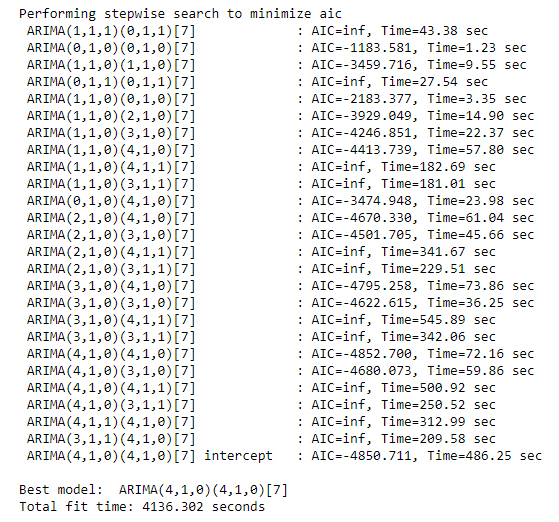 Performing stepwise search to minimize aic
ARIMA(1,1,1)(0,1,1)[7] : AIC=inf, Time=43.38 sec
ARIMA(0,1,0)(0,1,0)[7] : AIC=-1183.581, Time=1.23 sec
ARIMA(1,1,0)(1,1,0)[7] : AIC=-3459.716, Time=9.55 sec
ARIMA(0,1,1)(0,1,1)[7] : AIC=inf, Time=27.54 sec
ARIMA(1,1,0)(0,1,0)[7] : AIC=-2183.377, Time=3.35 sec
ARIMA(1,1,0)(2,1,0)[7] : AIC=-3929.049, Time=14.90 sec
ARIMA(1,1,0)(3,1,0)[7] : AIC=-4246.851, Time=22.37 sec
ARIMA(1,1,0)(4,1,0)[7] : AIC=-4413.739, Time=57.80 sec
ARIMA(1,1,0)(4,1,1)[7] : AIC=inf, Time=182.69 sec
ARIMA(1,1,0)(3,1,1)[7] : AIC=inf, Time=181.01 sec
ARIMA(0,1,0)(4,1,0)[7] : AIC=-3474.948, Time=23.98 sec
ARIMA(2,1,0)(4,1,0)[7] : AIC=-4670.330, Time=61.04 sec
ARIMA(2,1,0)(3,1,0)[7] : AIC=-4501.705, Time=45.66 sec
ARIMA(2,1,0)(4,1,1)[7] : AIC=inf, Time=341.67 sec
ARIMA(2,1,0)(3,1,1)[7] : AIC=inf, Time=229.51 sec
ARIMA(3,1,0)(4,1,0)[7] : AIC=-4795.258, Time=73.86 sec
ARIMA(3,1,0)(3,1,0)[7] : AIC=-4622.615, Time=36.25 sec
ARIMA(3,1,0)(4,1,1)[7] : AIC=inf, Time=545.89 sec
ARIMA(3,1,0)(3,1,1)[7] : AIC=inf, Time=342.06 sec
ARIMA(4,1,0)(4,1,0)[7] : AIC=-4852.700, Time=72.16 sec
ARIMA(4,1,0)(3,1,0)[7] : AIC=-4680.073, Time=59.86 sec
ARIMA(4,1,0)(4,1,1)[7] : AIC=inf, Time=500.92 sec
ARIMA(4,1,0)(3,1,1)[7] : AIC=inf, Time=250.52 sec
ARIMA(4,1,1)(4,1,0)[7] : AIC=inf, Time=312.99 sec
ARIMA(3,1,1)(4,1,0)[7] : AIC=inf, Time=209.58 sec
ARIMA(4,1,0)(4,1,0)[7] intercept : AIC=-4850.711, Time=486.25 sec
Best model: ARIMA(4,1,0)(4,1,0)[7]
Total fit time: 4136.302 seconds